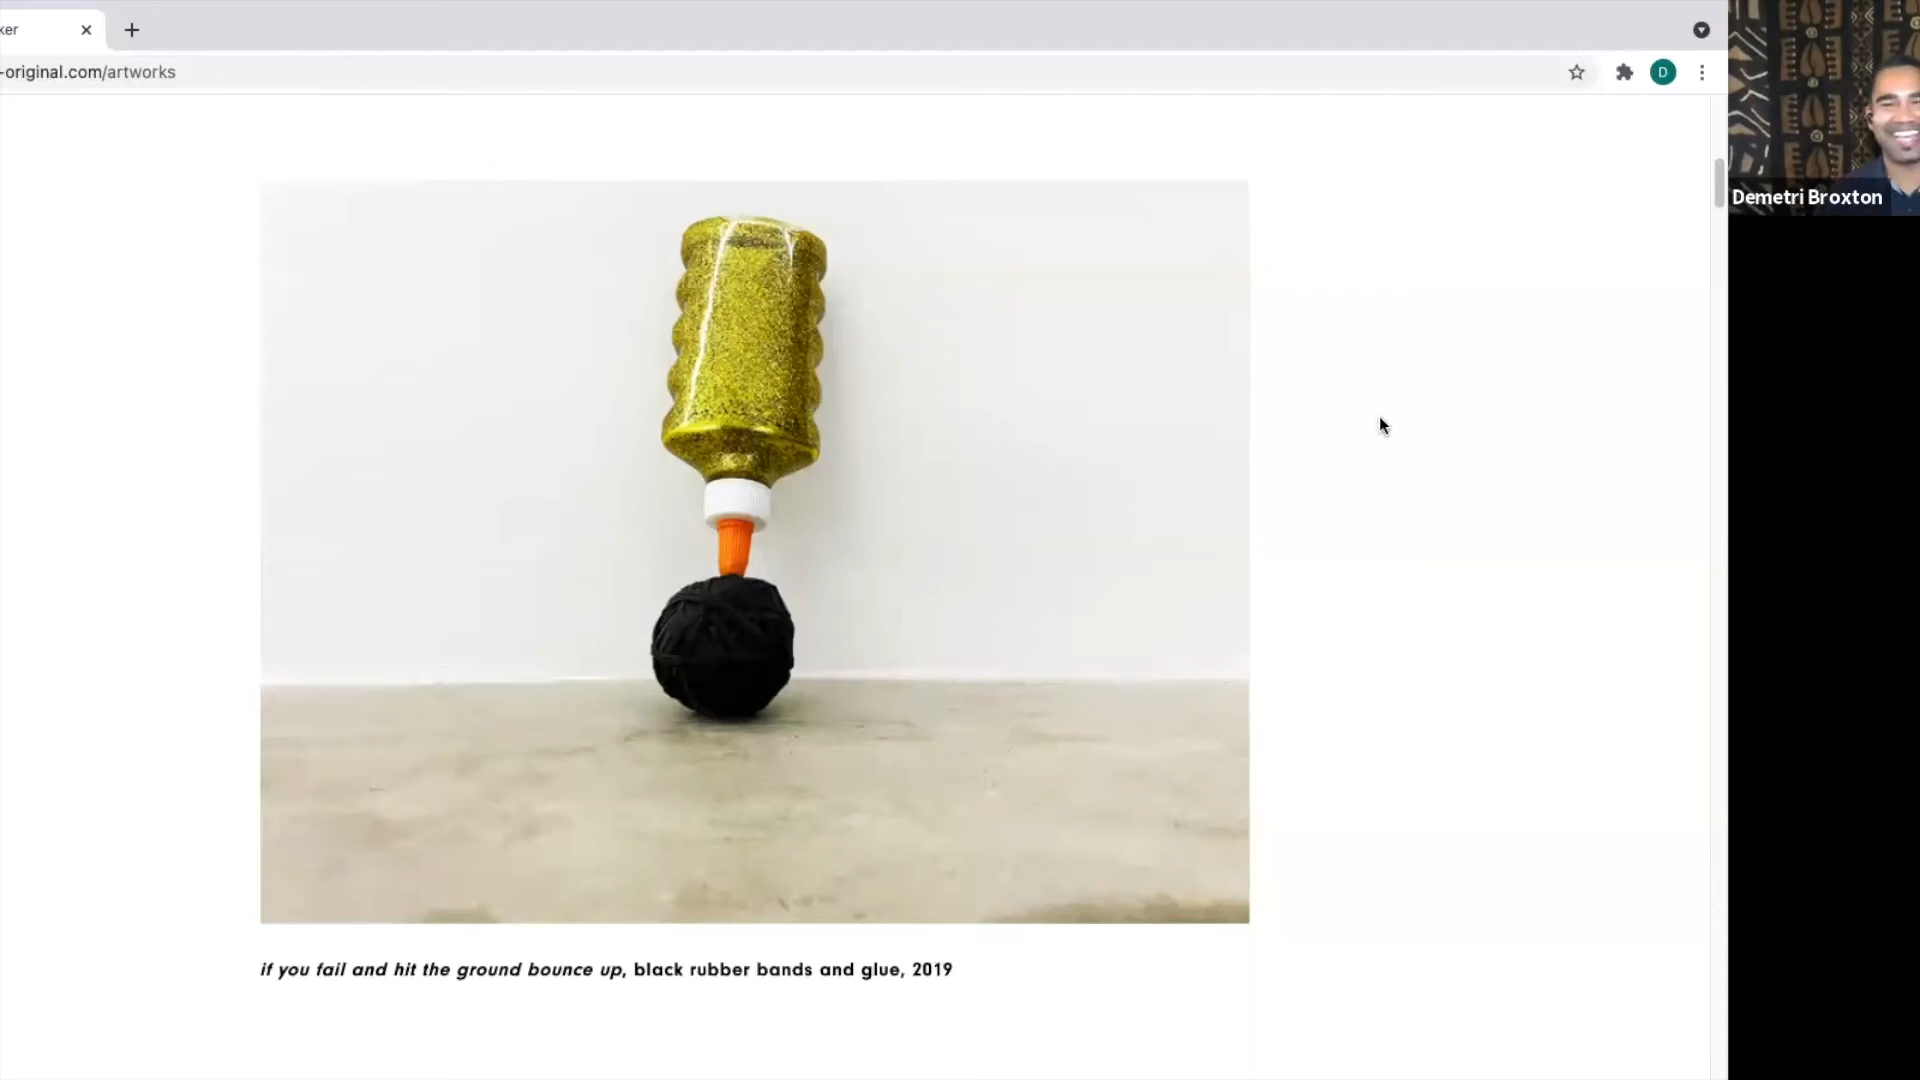 ker
-original.com/artworks
D
Demetri Broxton
if you fail and hit the ground bounce up, black rubber bands and glue, 2019